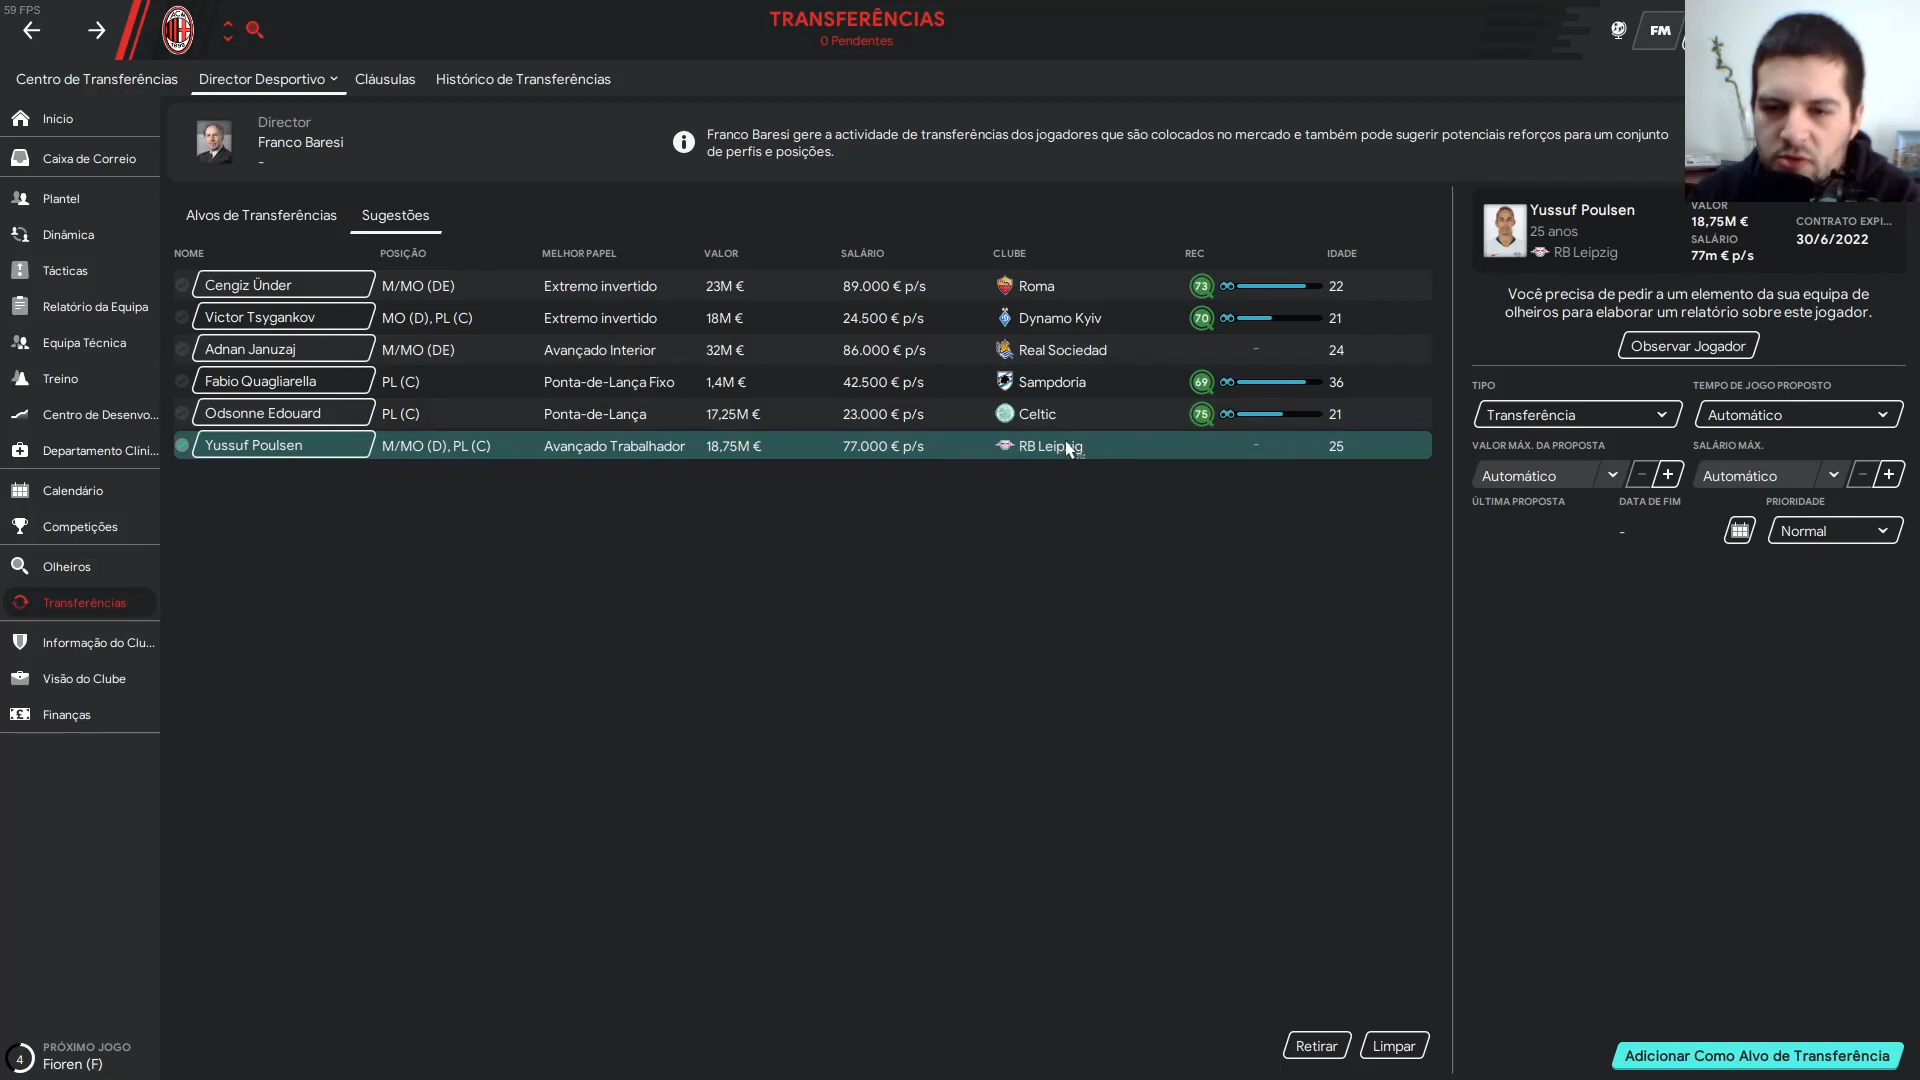 59 FPS
TRANSFERÊNCIAS
0 Pendentes
FM
Centro de Transferências
Director Desportivo
Cláusulas
Histórico de Transferências
Início
Caixa de Correio
Plantel
Dinâmica
Tácticas
Relatório da Equipa
Equipa Técnica
Treino
Centro de Desenvo...
Departamento Clíni...
Calendário
Competições
Olheiros
Transferências
Informação do Clu...
Visão do Clube
Finanças
PRÓXIMO JOGO
4
Fioren (F)
Director
Franco Baresi
-
Franco Baresi gere a actividade de transferências dos jogadores que são colocados no mercado e também pode sugerir potenciais reforços para um conjunto
de perfis e posições.
Alvos de Transferências
Sugestões
NOME POSIÇÃO MELHOR PAPEL VALOR SALÁRIO CLUBE REC IDADE
Cengiz Ünder M/MO (DE) Extremo invertido 23M € 89.000 € p/s Roma 73 22
Victor Tsygankov MO (D), PL (C) Extremo invertido 18M € 24.500 € p/s Dynamo Kyiv 70 21
Adnan Januzaj M/MO (DE) Avançado Interior 32M € 86.000 € p/s Real Sociedad - 24
Fabio Quagliarella PL (C) Ponta-de-Lança Fixo 1,4M € 42.500 € p/s Sampdoria 69 36
Odsonne Edouard PL (C) Ponta-de-Lança 17,25M € 23.000 € p/s Celtic 75 21
Yussuf Poulsen M/MO (D), PL (C) Avançado Trabalhador 18,75M € 77.000 € p/s RB Leipzig - 25
Retirar
Limpar
Yussuf Poulsen
25 anos
RB Leipzig
VALOR
18,75M €
SALÁRIO
77m € p/s
CONTRATO EXPI...
30/6/2022
Você precisa de pedir a um elemento da sua equipa de
olheiros para elaborar um relatório sobre este jogador.
Observar Jogador
TIPO
TEMPO DE JOGO PROPOSTO
Transferência
Automático
VALOR MÁX. DA PROPOSTA
SALÁRIO MÁX.
Automático
Automático
ÚLTIMA PROPOSTA
DATA DE FIM
PRIORIDADE
-
Normal
Adicionar Como Alvo de Transferência